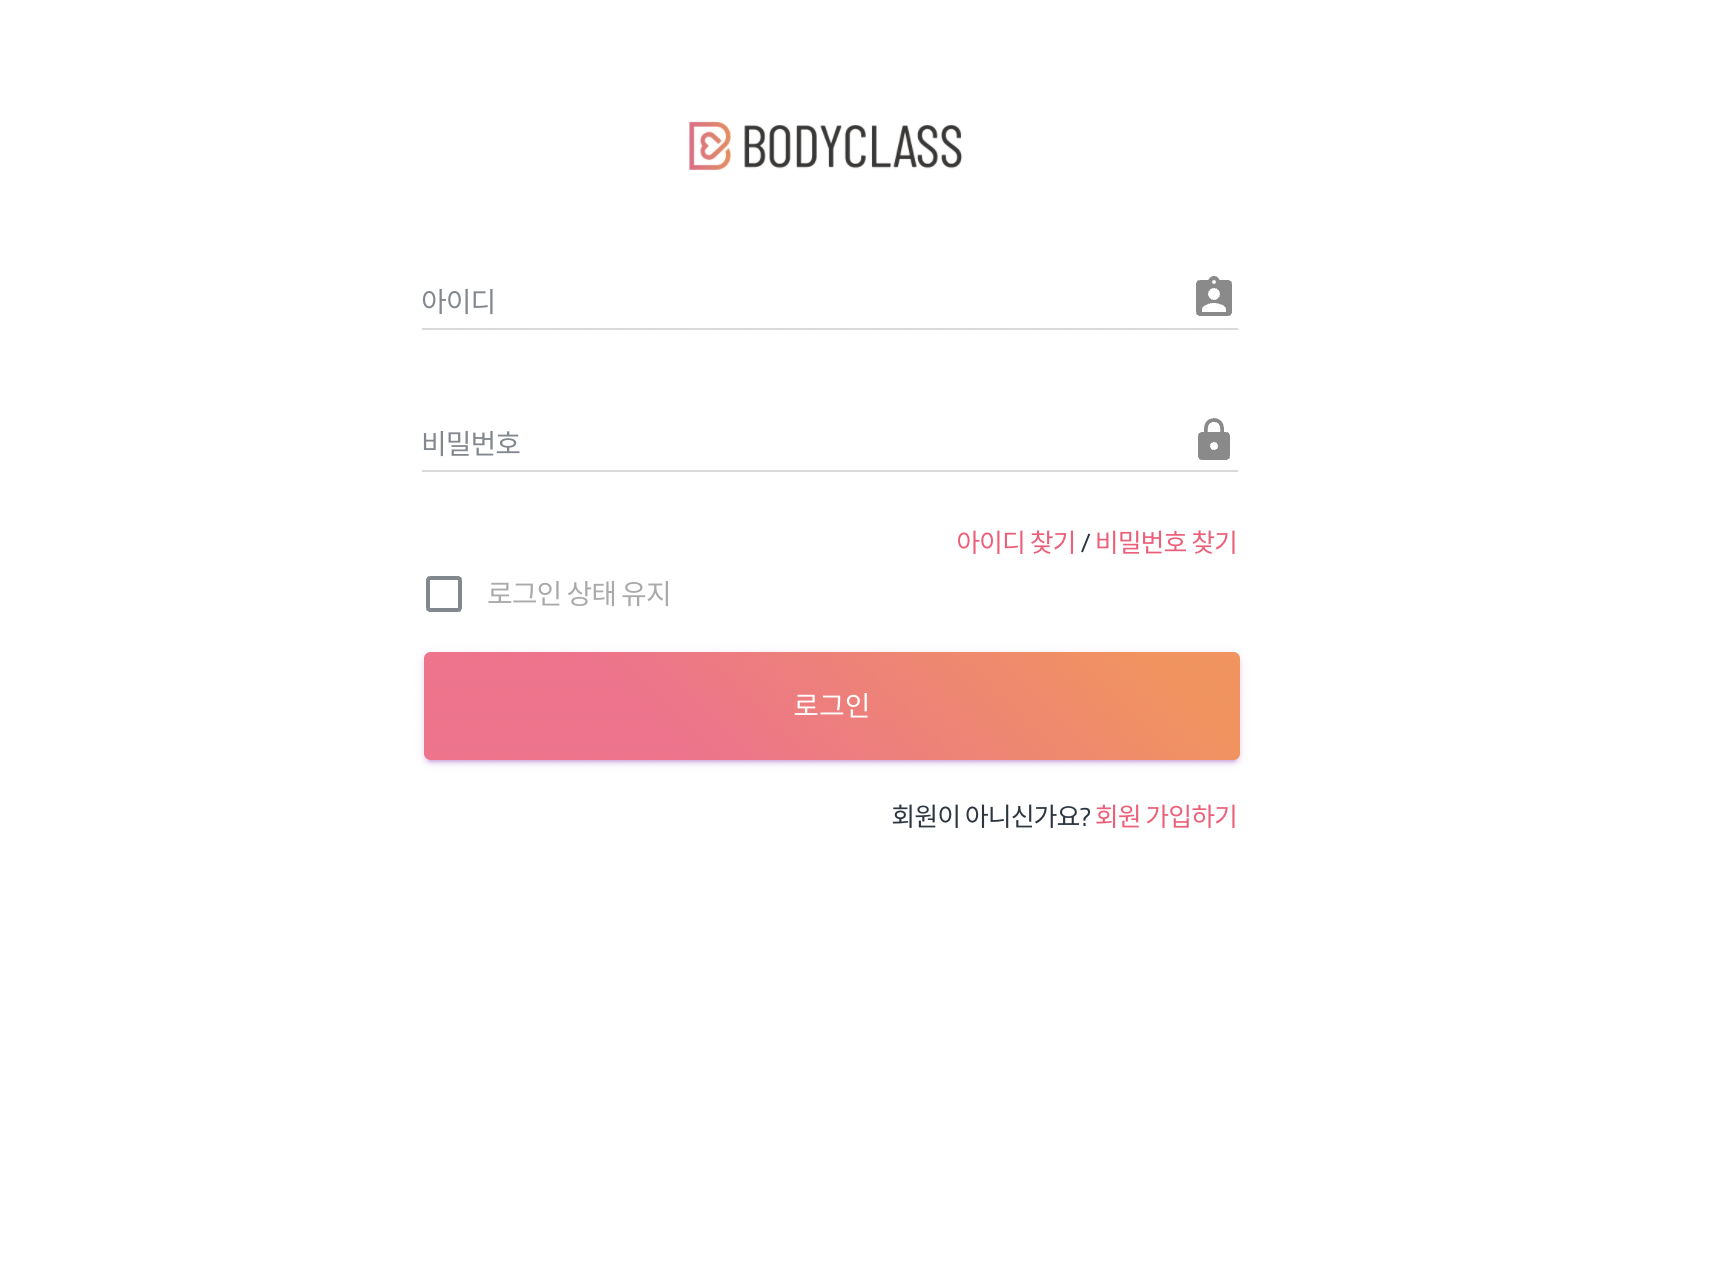 BODYCLASS
아이디
비밀번호
아이디 찾기 / 비밀번호 찾기
로그인 상태 유지
로그인
회원이 아니신가요? 회원 가입하기